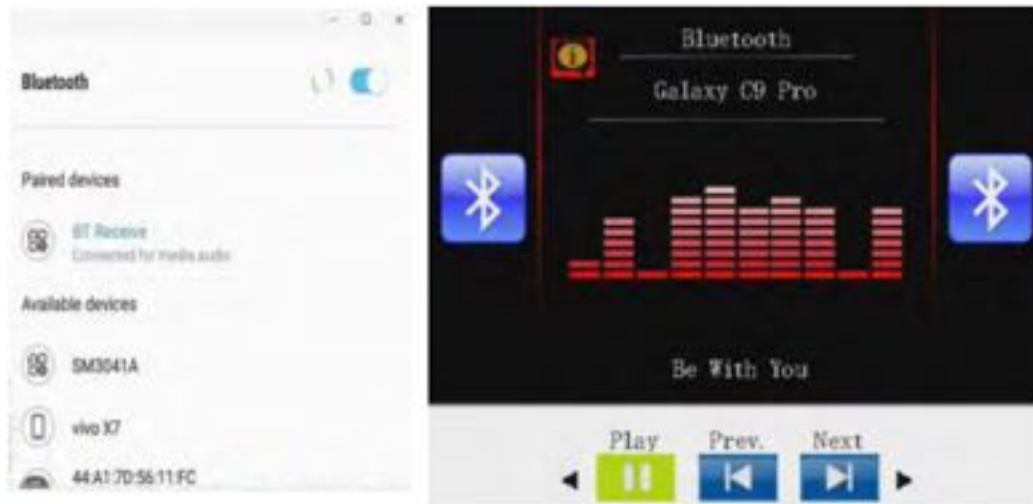 Bluetooth
Paired devices
BT Receive
Connected for media audio
Available devices
SM3041A
vivo X7
44:A1:7D:56:11:FC
Bluetooth
Galaxy C9 Pro
Be With You
Play Prev. Next